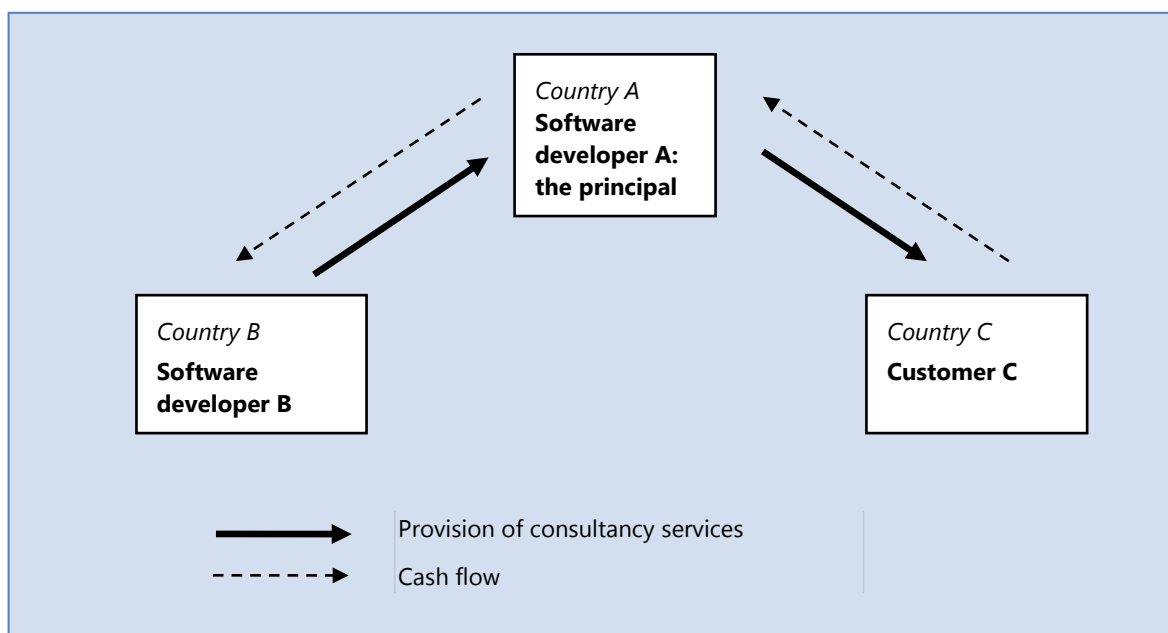 Country A
Software
developer A:
the principal
Country B
Software
developer B
Country C
Customer C
Provision of consultancy services
Cash flow